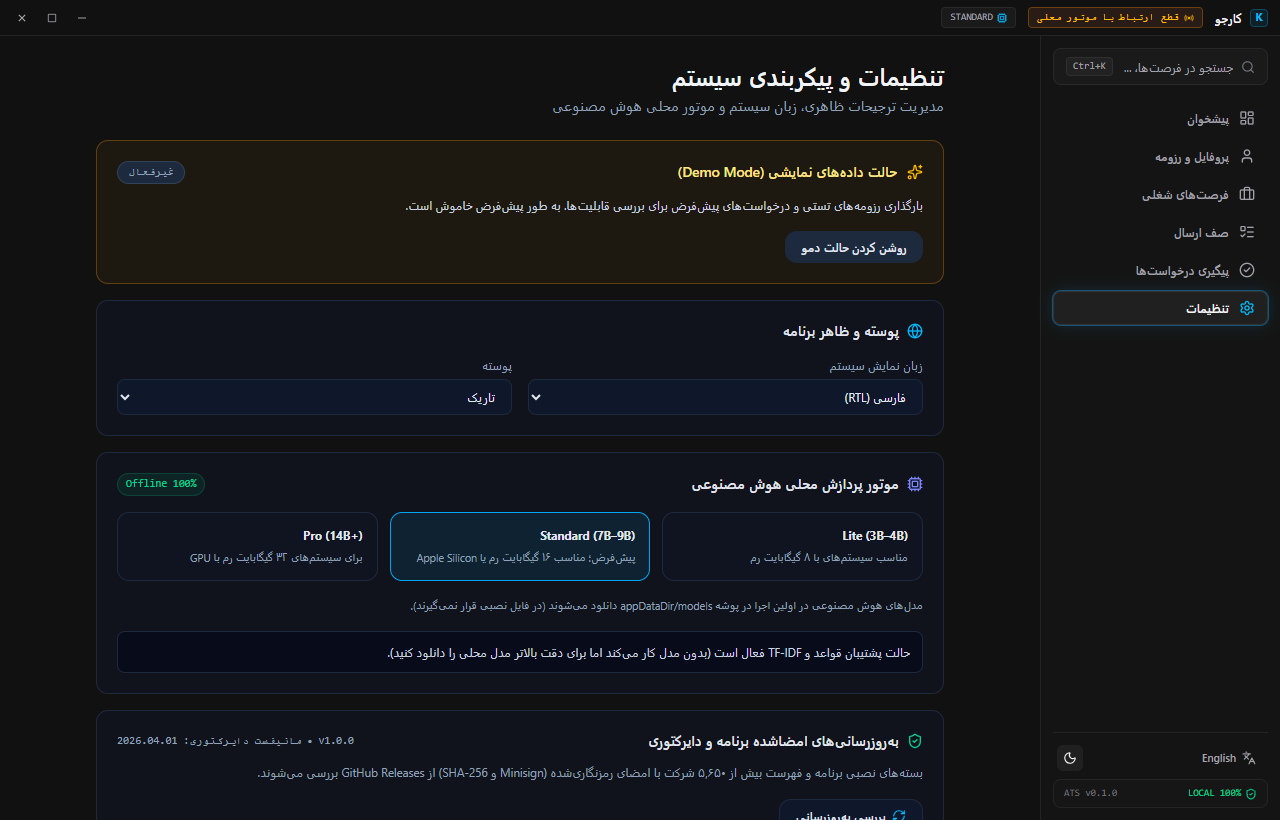 K کارجو
قطع ارتباط با موتور محلی
STANDARD
جستجو در فرصت‌ها، ...
Ctrl+K
پیشخوان
پروفایل و رزومه
فرصت‌های شغلی
صف ارسال
پیگیری درخواست‌ها
تنظیمات
English
LOCAL 100%
ATS v0.1.0
تنظیمات و پیکربندی سیستم
مدیریت ترجیحات ظاهری، زبان سیستم و موتور محلی هوش مصنوعی
حالت داده‌های نمایشی (Demo Mode)
غیرفعال
بارگذاری رزومه‌های تستی و درخواست‌های پیش‌فرض برای بررسی قابلیت‌ها. به طور پیش‌فرض خاموش است.
روشن کردن حالت دمو
پوسته و ظاهر برنامه
زبان نمایش سیستم
فارسی (RTL)
پوسته
تاریک
موتور پردازش محلی هوش مصنوعی
Offline 100%
Lite (3B–4B)
مناسب سیستم‌های با ۸ گیگابایت رم
Standard (7B–9B)
پیش‌فرض؛ مناسب ۱۶ گیگابایت رم یا Apple Silicon
Pro (14B+)
برای سیستم‌های ۳۲ گیگابایت رم با GPU
مدل‌های هوش مصنوعی در اولین اجرا در پوشه appDataDir/models دانلود می‌شوند (در فایل نصبی قرار نمی‌گیرند).
حالت پشتیبان قواعد و TF-IDF فعال است (بدون مدل کار می‌کند اما برای دقت بالاتر مدل محلی را دانلود کنید).
به‌روزرسانی‌های امضاشده برنامه و دایرکتوری
v1.0.0 • مانیفست دایرکتوری: 2026.04.01
بسته‌های نصبی برنامه و فهرست بیش از ۵,۶۵۰ شرکت با امضای رمزنگاری‌شده (SHA-256 و Minisign) از GitHub Releases بررسی می‌شوند.
بررسی به‌روزرسانی